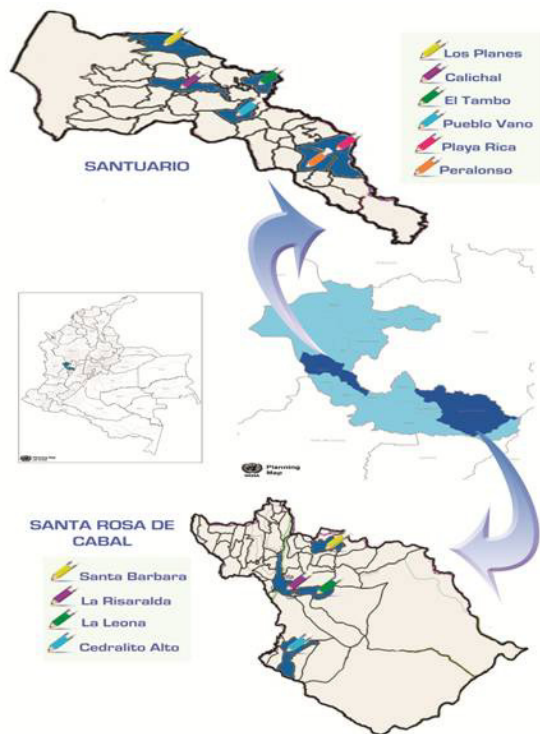 Los Planes
Calichal
El Tambo
Pueblo Vano
Playa Rica
Peralonso
SANTUARIO
Planning
Map
SANTA ROSA DE
CABAL
Santa Barbara
La Risaralda
La Leona
Cedralito Alto